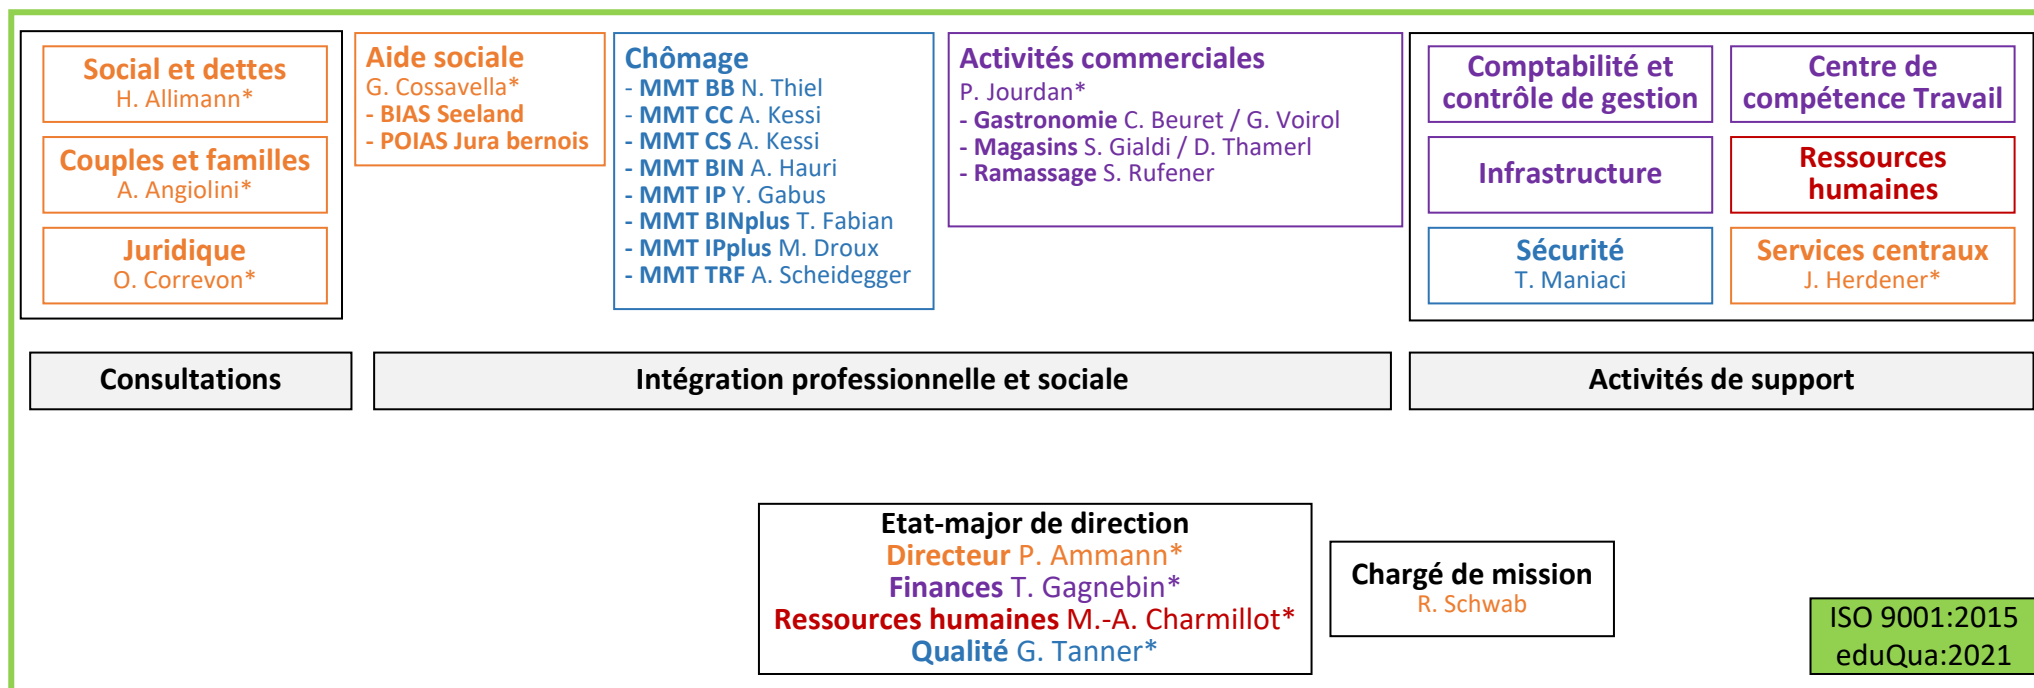 Social et dettes
H. Allimann*
Couples et familles
A. Angiolini*
Juridique
O. Correvon*
Aide sociale
G. Cossavella*
- BIAS Seeland
- POIAS Jura bernois
Chômage
- MMT BB N. Thiel
- MMT CC A. Kessi
- MMT CS A. Kessi
- MMT BIN A. Hauri
- MMT IP Y. Gabus
- MMT BINplus T. Fabian
- MMT IPplus M. Droux
- MMT TRF A. Scheidegger
Activités commerciales
P. Jourdan*
- Gastronomie C. Beuret / G. Voirol
- Magasins S. Gialdi / D. Thamerl
- Ramassage S. Rufener
Comptabilité et
contrôle de gestion
Centre de
compétence Travail
Infrastructure
Ressources
humaines
Sécurité
T. Maniaci
Services centraux
J. Herdener*
Consultations
Intégration professionnelle et sociale
Activités de support
Etat-major de direction
Directeur P. Ammann*
Finances T. Gagnebin*
Ressources humaines M.-A. Charmillot*
Qualité G. Tanner*
Chargé de mission
R. Schwab
ISO 9001:2015
eduQua:2021